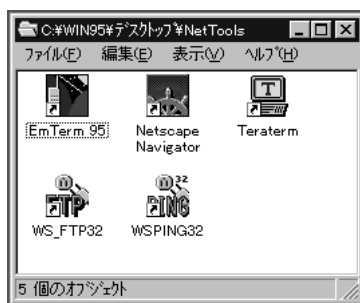 C:¥WIN95¥ﾃﾞｽｸﾄｯﾌﾟ¥NetTools
ﾌｧｲﾙ(F) 編集(E) 表示(V) ﾍﾙﾌﾟ(H)
EmTerm 95 Netscape Navigator Teraterm
WS_FTP32 WSPING32
5 個のｵﾌﾞｼﾞｪｸﾄ